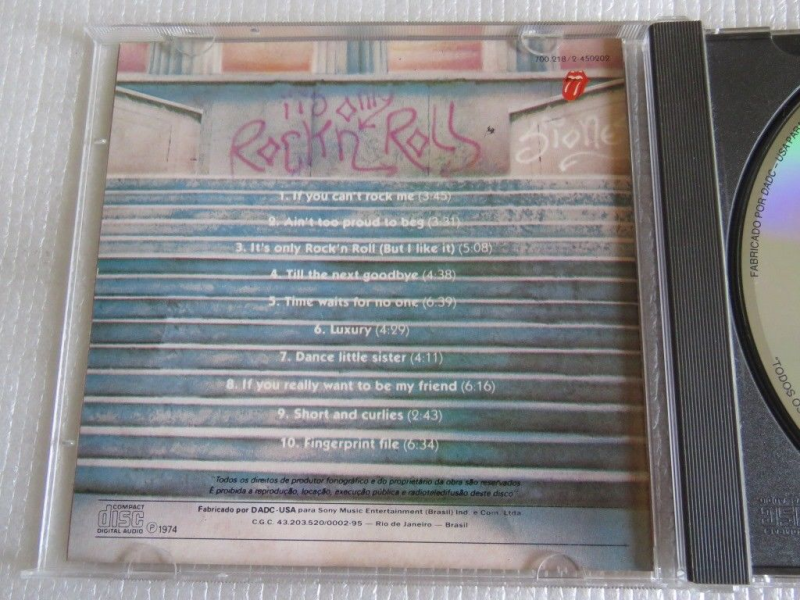 700.218/2-450202
it's only
Rock'n Roll
Stone
1. If you can't rock me (3:45)
2. Ain't too proud to beg (3:31)
3. It's only Rock'n Roll (But I like it) (5:08)
4. Till the next goodbye (4:38)
5. Time waits for no one (6:39)
6. Luxury (4:29)
7. Dance little sister (4:11)
8. If you really want to be my friend (6:16)
9. Short and curlies (2:43)
10. Fingerprint file (6:34)
"Todos os direitos de produtor fonográfico e do proprietário da obra são reservados
É proibida a reprodução, locação, execução pública e radioteledifusão deste disco"
COMPACT
disc
DIGITAL AUDIO
Ⓟ 1974
Fabricado por DADC-USA para Sony Music Entertainment (Brasil) Ind. e Com. Ltda
C.G.C. 43.203.520/0002-95 — Rio de Janeiro — Brasil
FABRICADO POR DADC - USA PAR
"TODOS OS